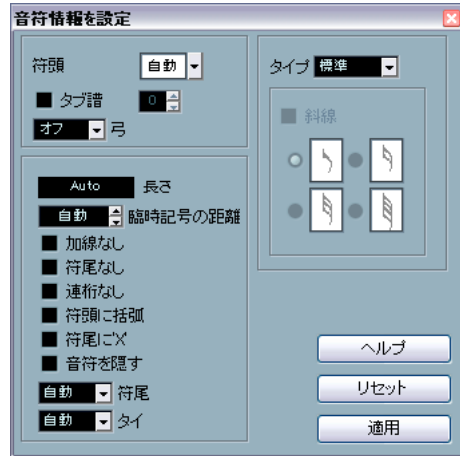 音符情報を設定
符頭 自動
タブ譜 0
オフ 弓
Auto 長さ
自動 臨時記号の距離
加線なし
符尾なし
連桁なし
符頭に括弧
符尾に'X'
音符を隠す
自動 符尾
自動 タイ
タイプ 標準
斜線
ヘルプ
リセット
適用